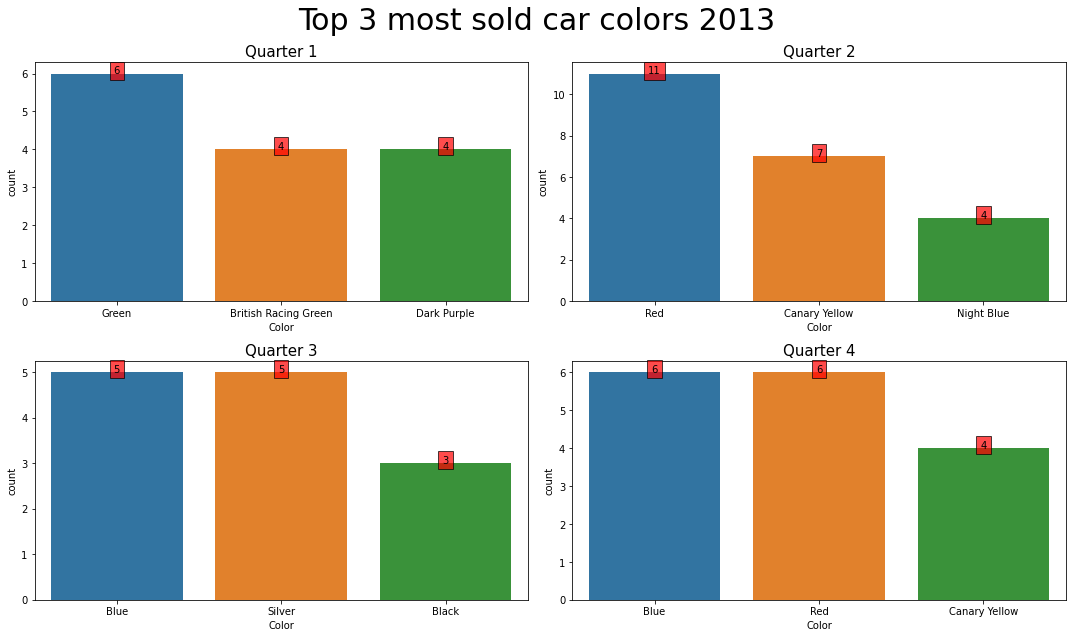 Top 3 most sold car colors 2013
Quarter 1
6
5
4
3
2
1
0
count
6
4
4
Green British Racing Green Dark Purple
Color
Quarter 2
10
8
6
4
2
0
count
11
7
4
Red Canary Yellow Night Blue
Color
Quarter 3
5
4
3
2
1
0
count
5
5
3
Blue Silver Black
Color
Quarter 4
6
5
4
3
2
1
0
count
6
6
4
Blue Red Canary Yellow
Color